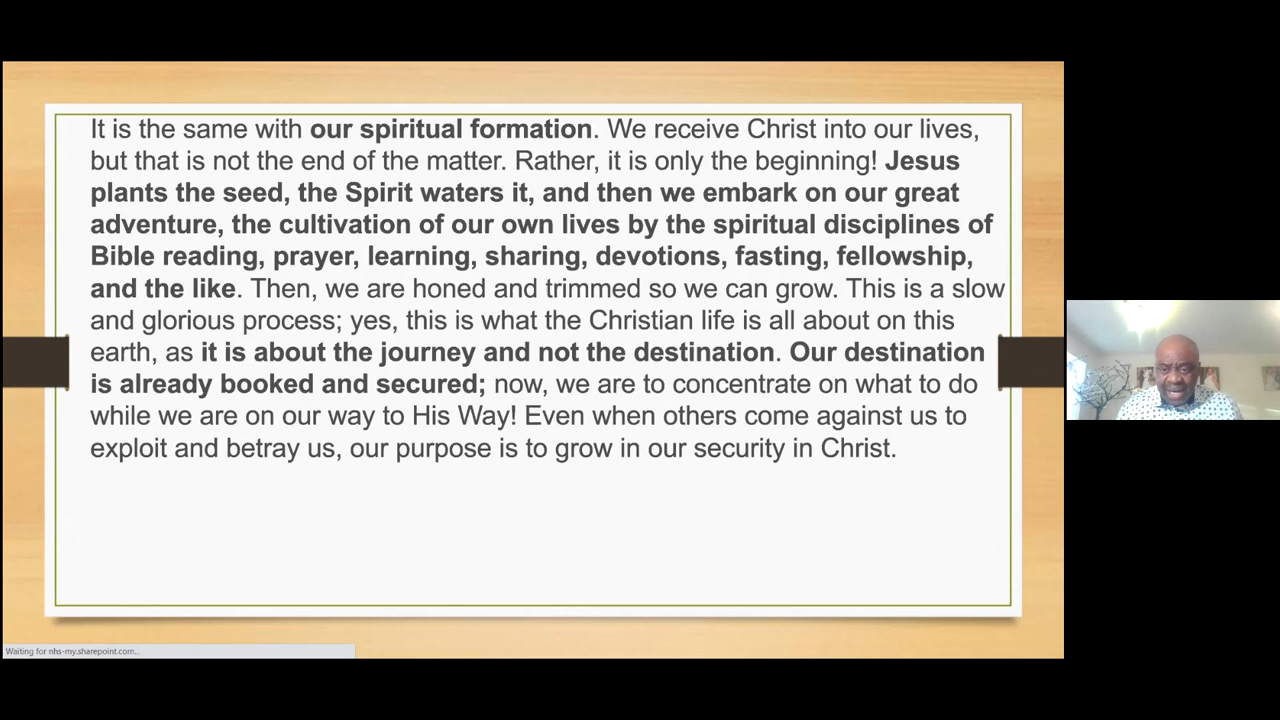 It is the same with our spiritual formation. We receive Christ into our lives,
but that is not the end of the matter. Rather, it is only the beginning! Jesus
plants the seed, the Spirit waters it, and then we embark on our great
adventure, the cultivation of our own lives by the spiritual disciplines of
Bible reading, prayer, learning, sharing, devotions, fasting, fellowship,
and the like. Then, we are honed and trimmed so we can grow. This is a slow
and glorious process; yes, this is what the Christian life is all about on this
earth, as it is about the journey and not the destination. Our destination
is already booked and secured; now, we are to concentrate on what to do
while we are on our way to His Way! Even when others come against us to
exploit and betray us, our purpose is to grow in our security in Christ.
Waiting for nhs-my.sharepoint.com...